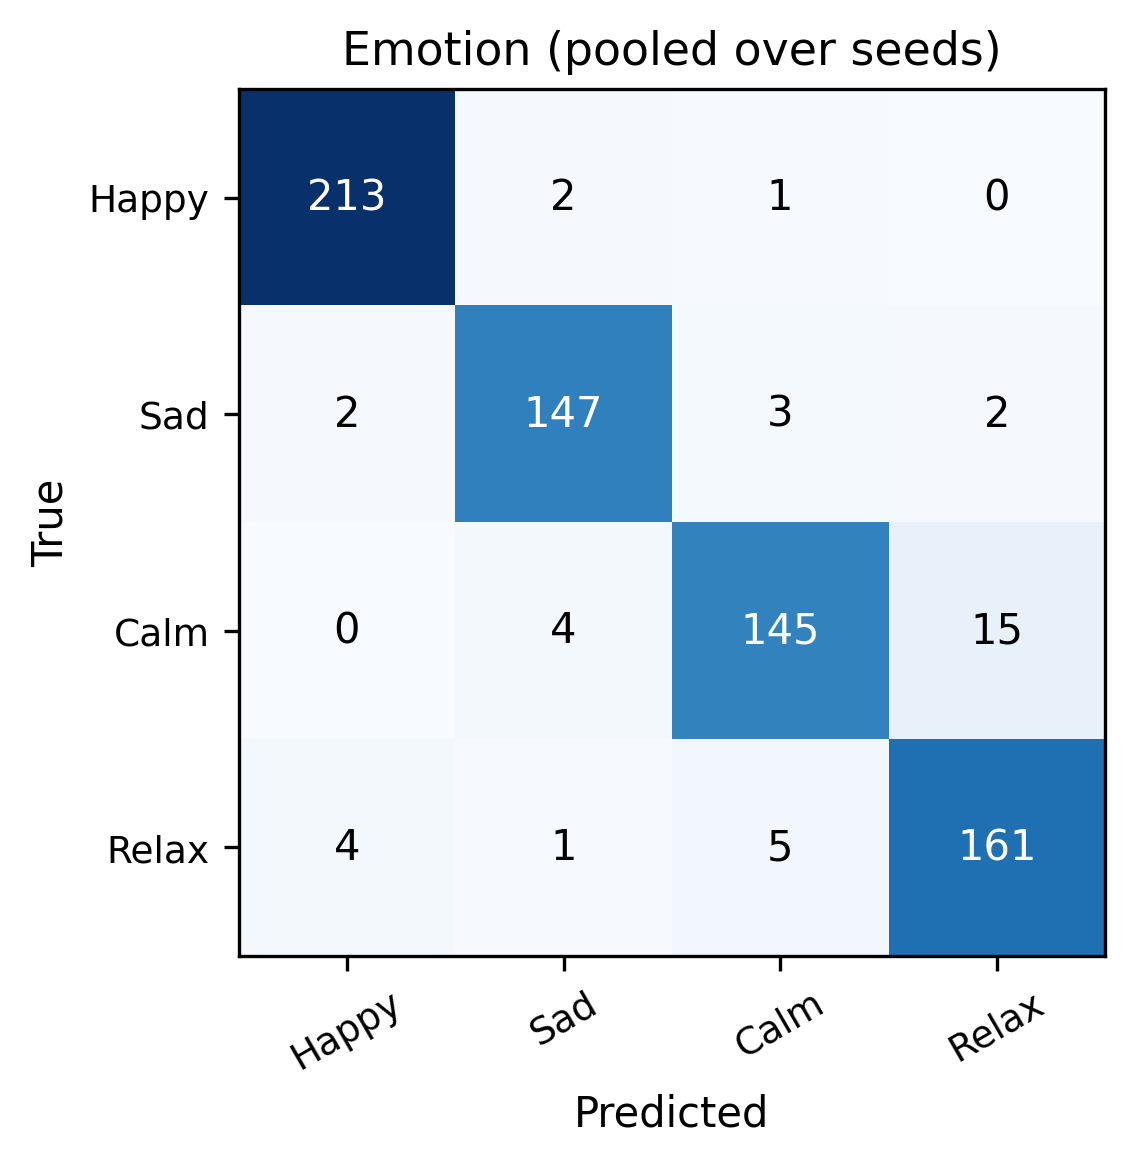 Emotion (pooled over seeds)
Happy 213 2 1 0
Sad 2 147 3 2
True
Calm 0 4 145 15
Relax 4 1 5 161
Happy Sad Calm Relax
Predicted